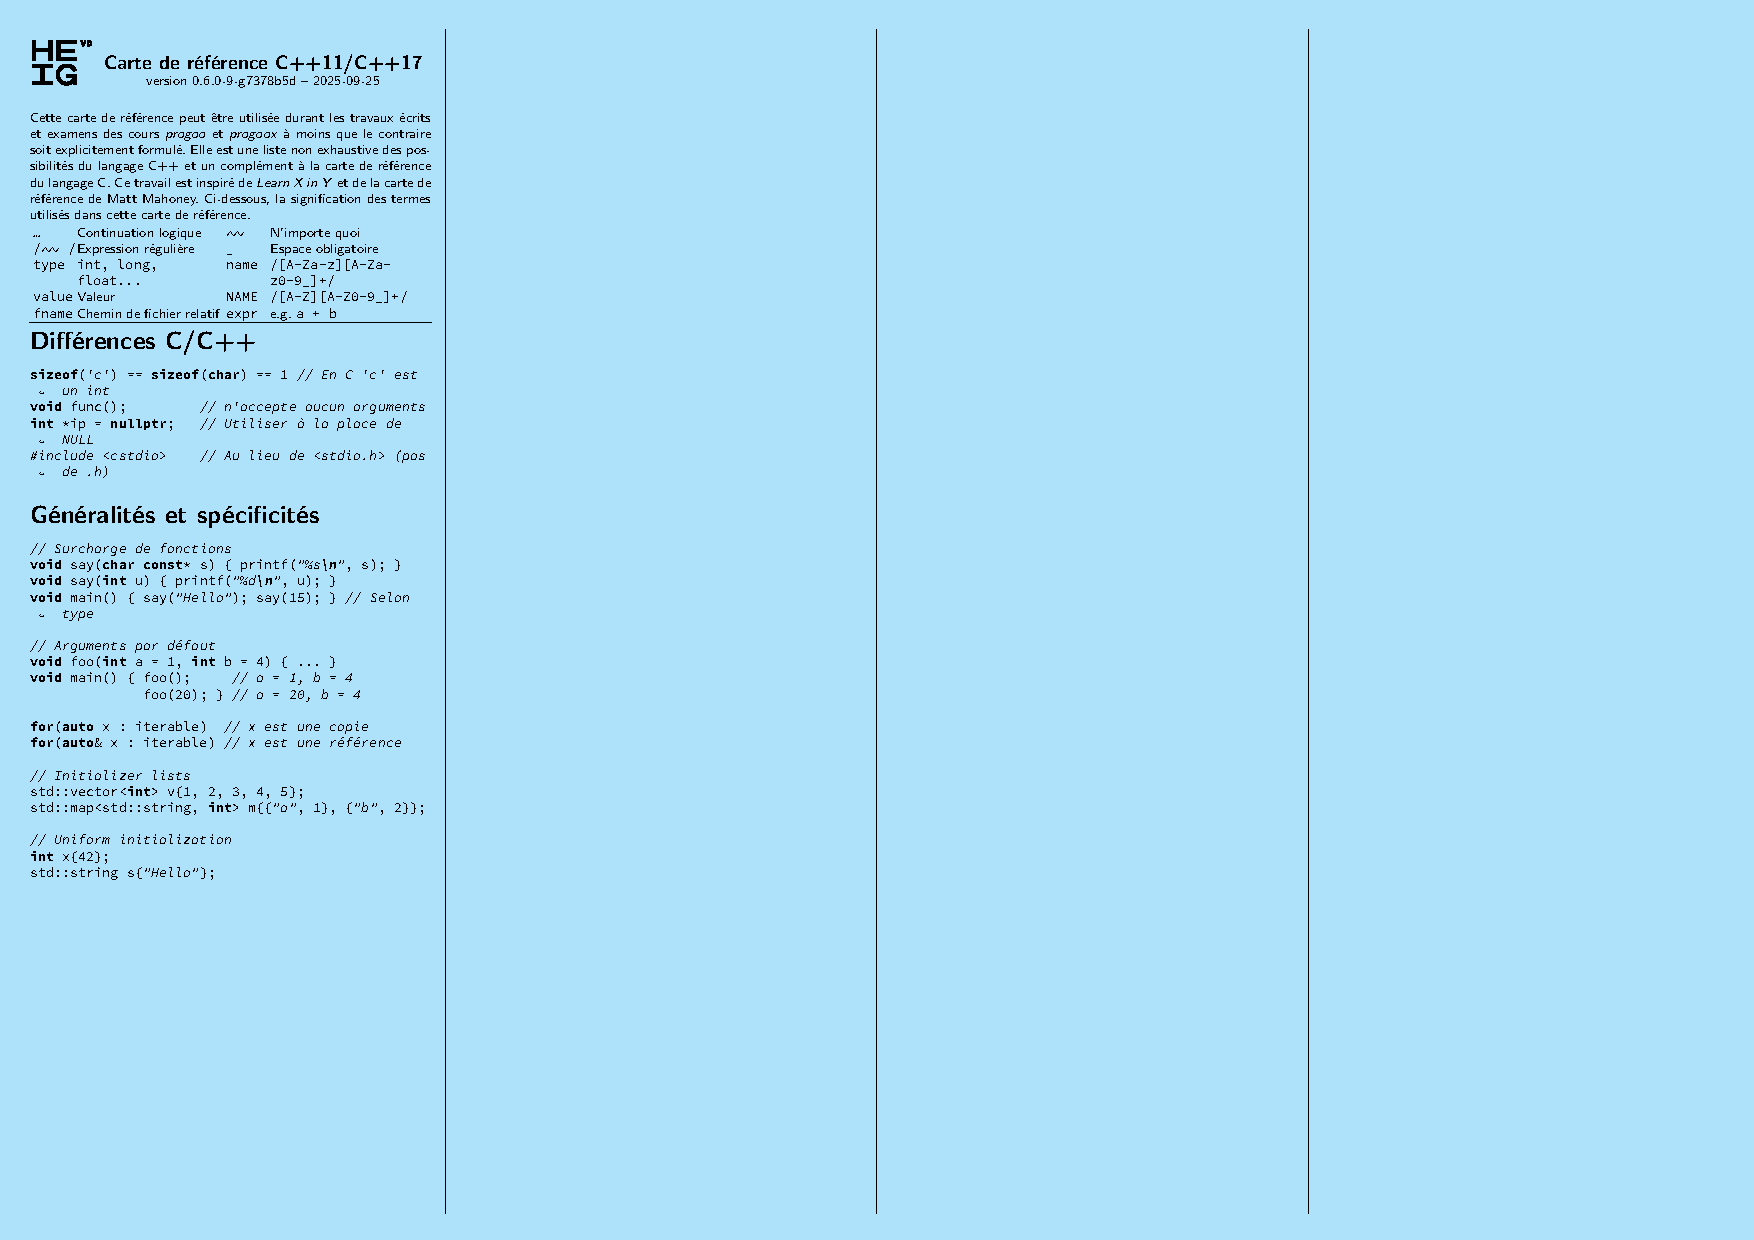 HE VD
IG
Carte de référence C++11/C++17
version 0.6.0-9-g7378b5d – 2025-09-25
Cette carte de référence peut être utilisée durant les travaux écrits
et examens des cours progoo et progoox à moins que le contraire
soit explicitement formulé. Elle est une liste non exhaustive des pos-
sibilités du langage C++ et un complément à la carte de référence
du langage C. Ce travail est inspiré de Learn X in Y et de la carte de
référence de Matt Mahoney. Ci-dessous, la signification des termes
utilisés dans cette carte de référence.
… Continuation logique ∿∿ N'importe quoi
/∿∿ / Expression régulière _ Espace obligatoire
type int, long, name /[A-Za-z][A-Za-
float... z0-9_]+/
value Valeur NAME /[A-Z][A-Z0-9_]+/
fname Chemin de fichier relatif expr e.g. a + b
Différences C/C++
sizeof('c') == sizeof(char) == 1 // En C 'c' est
↪ un int
void func(); // n'accepte aucun arguments
int *ip = nullptr; // Utiliser à la place de
↪ NULL
#include <cstdio> // Au lieu de <stdio.h> (pas
↪ de .h)
Généralités et spécificités
// Surcharge de fonctions
void say(char const* s) { printf("%s\n", s); }
void say(int u) { printf("%d\n", u); }
void main() { say("Hello"); say(15); } // Selon
↪ type
// Arguments par défaut
void foo(int a = 1, int b = 4) { ... }
void main() { foo(); // a = 1, b = 4
foo(20); } // a = 20, b = 4
for(auto x : iterable) // x est une copie
for(auto& x : iterable) // x est une référence
// Initializer lists
std::vector<int> v{1, 2, 3, 4, 5};
std::map<std::string, int> m{{"a", 1}, {"b", 2}};
// Uniform initialization
int x{42};
std::string s{"Hello"};